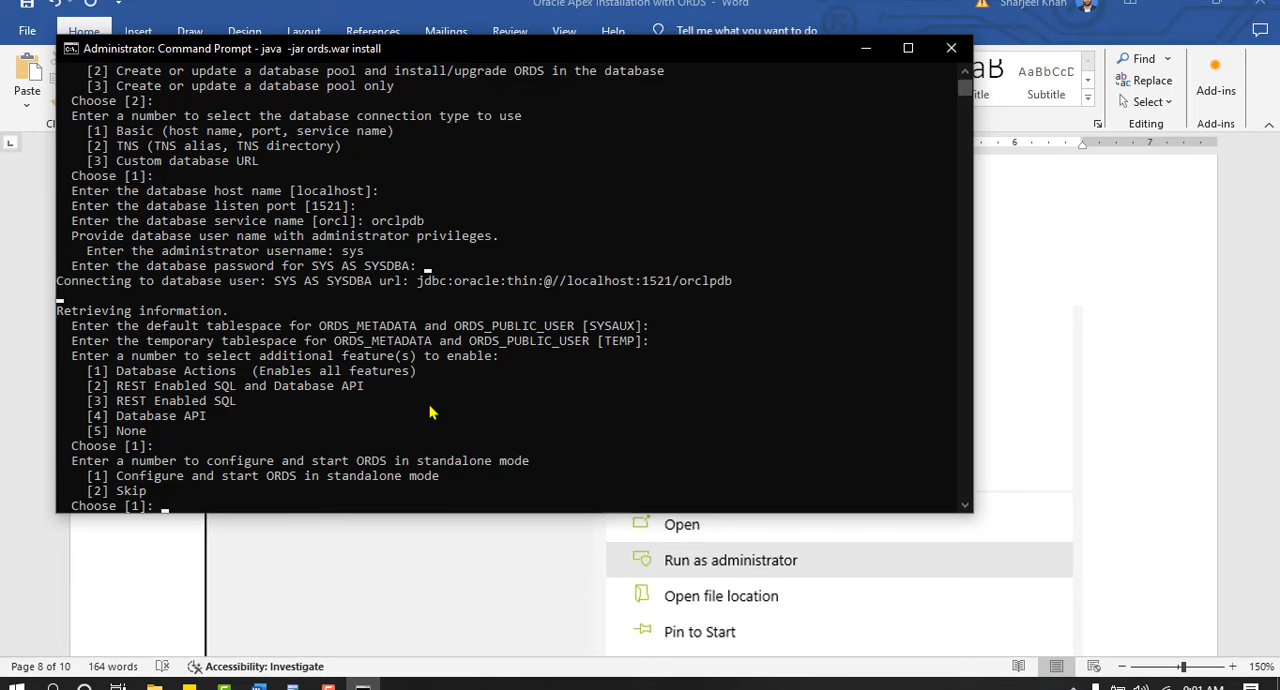 Oracle Apex Installation with ORDS - Word
Sharjeel Khan
File
Home
Insert
Draw
Design
Layout
References
Mailings
Review
View
Help
Tell me what you want to do
Administrator: Command Prompt - java -jar ords.war install
[2] Create or update a database pool and install/upgrade ORDS in the database
[3] Create or update a database pool only
Choose [2]:
Enter a number to select the database connection type to use
[1] Basic (host name, port, service name)
[2] TNS (TNS alias, TNS directory)
[3] Custom database URL
Choose [1]:
Enter the database host name [localhost]:
Enter the database listen port [1521]:
Enter the database service name [orcl]: orclpdb
Provide database user name with administrator privileges.
Enter the administrator username: sys
Enter the database password for SYS AS SYSDBA:
Connecting to database user: SYS AS SYSDBA url: jdbc:oracle:thin:@//localhost:1521/orclpdb
Retrieving information.
Enter the default tablespace for ORDS_METADATA and ORDS_PUBLIC_USER [SYSAUX]:
Enter the temporary tablespace for ORDS_METADATA and ORDS_PUBLIC_USER [TEMP]:
Enter a number to select additional feature(s) to enable:
[1] Database Actions (Enables all features)
[2] REST Enabled SQL and Database API
[3] REST Enabled SQL
[4] Database API
[5] None
Choose [1]:
Enter a number to configure and start ORDS in standalone mode
[1] Configure and start ORDS in standalone mode
[2] Skip
Choose [1]:
Paste
AaBbCcD
Subtitle
Find
Replace
Select
Editing
Add-ins
Add-ins
6
7
Open
Run as administrator
Open file location
Pin to Start
Page 8 of 10
164 words
Accessibility: Investigate
150%
9:01 AM